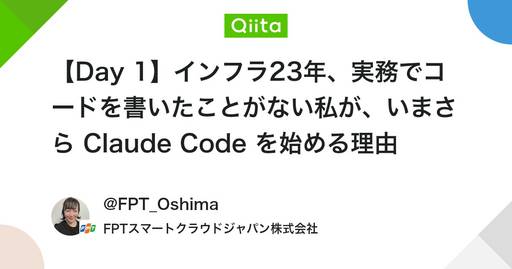 Qiita
【Day 1】インフラ23年、実務でコ
ードを書いたことがない私が、いまさ
ら Claude Code を始める理由
@FPT_Oshima
FPT
FPTスマートクラウドジャパン株式会社